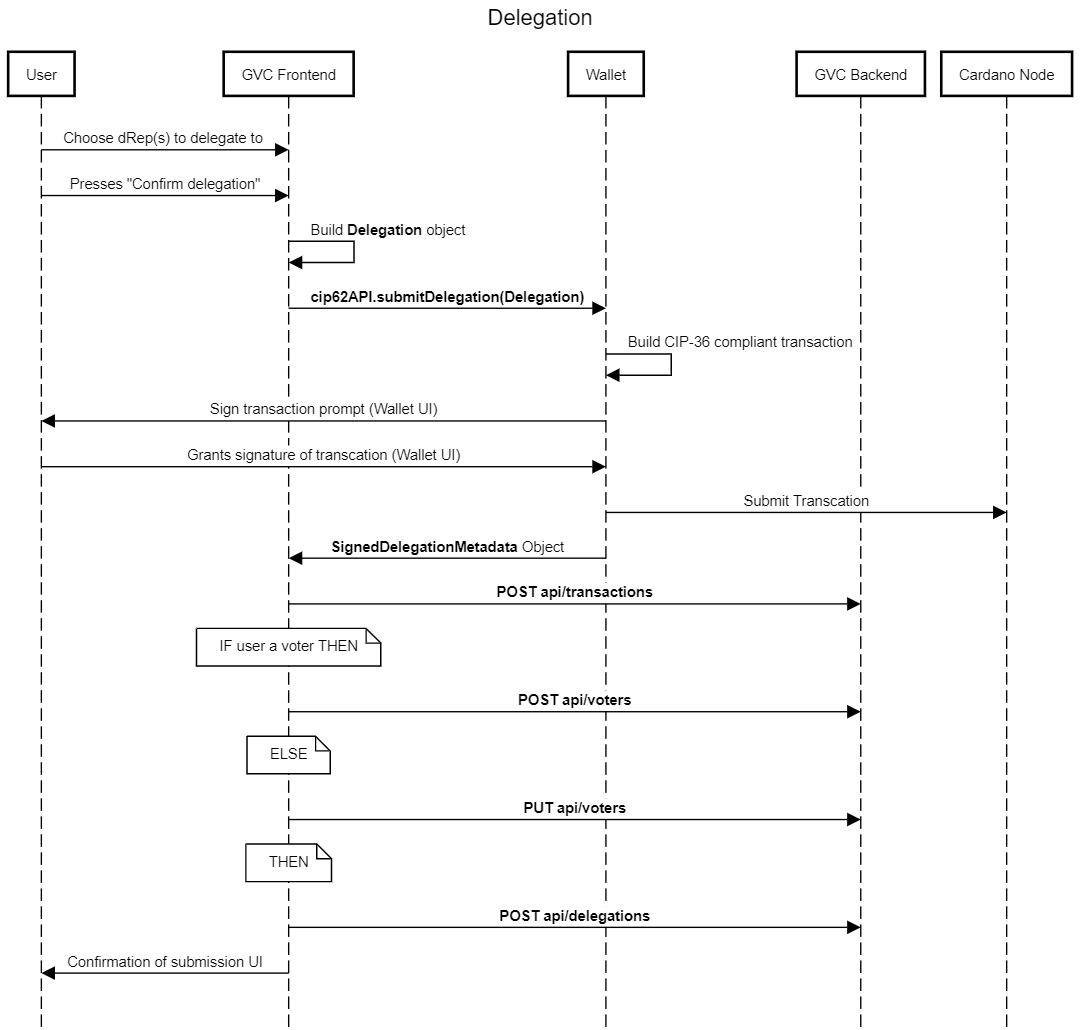 Delegation
User
GVC Frontend
Wallet
GVC Backend
Cardano Node
Choose dRep(s) to delegate to
Presses "Confirm delegation"
Build Delegation object
cip62API.submitDelegation(Delegation)
Build CIP-36 compliant transaction
Sign transaction prompt (Wallet UI)
Grants signature of transcation (Wallet UI)
Submit Transcation
SignedDelegationMetadata Object
POST api/transactions
IF user a voter THEN
POST api/voters
ELSE
PUT api/voters
THEN
POST api/delegations
Confirmation of submission UI